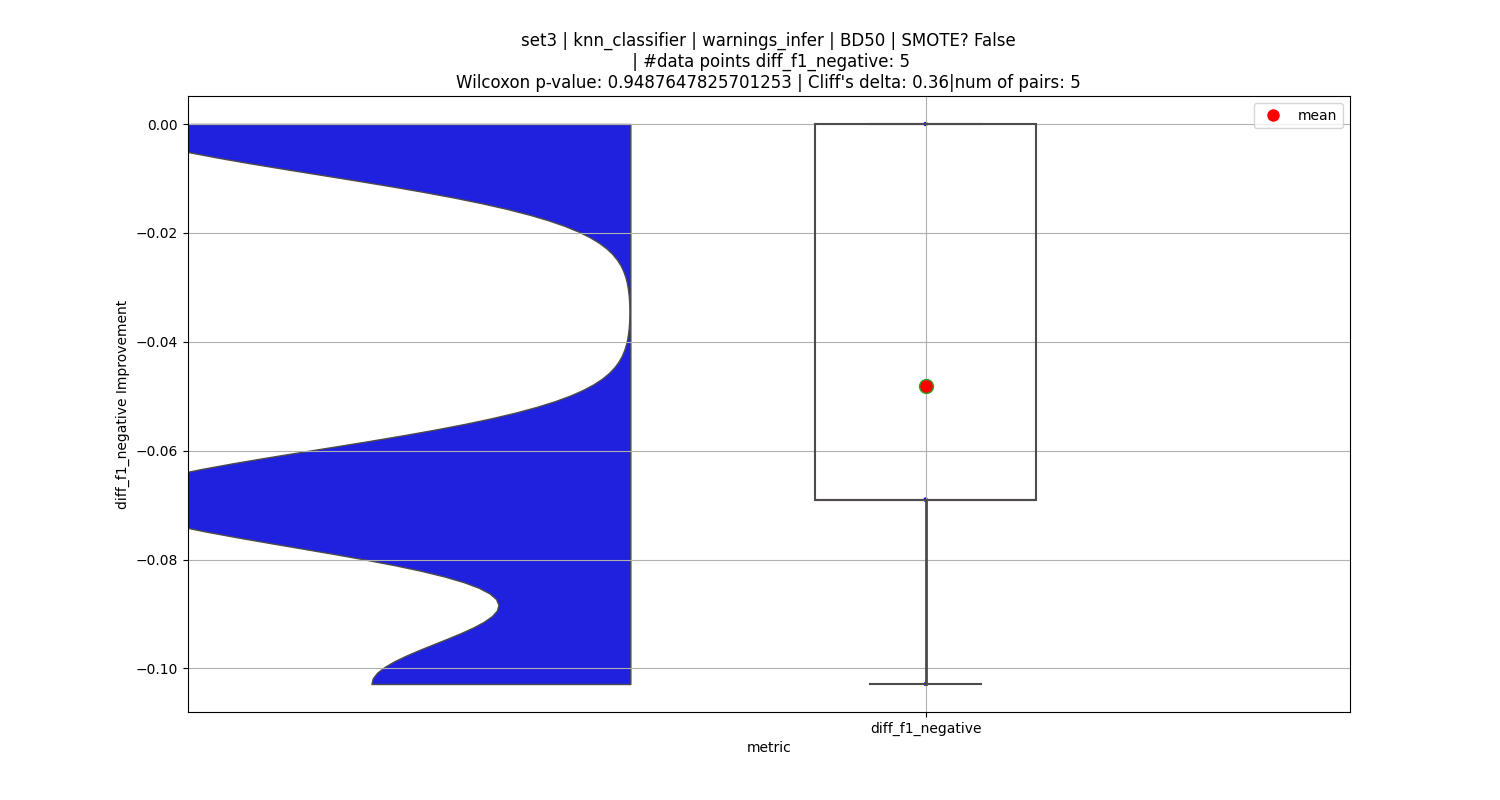 set3 | knn_classifier | warnings_infer | BD50 | SMOTE? False
| #data points diff_f1_negative: 5
Wilcoxon p-value: 0.9487647825701253 | Cliff's delta: 0.36|num of pairs: 5
mean
0.00
−0.02
−0.04
−0.06
−0.08
−0.10
diff_f1_negative Improvement
diff_f1_negative
metric